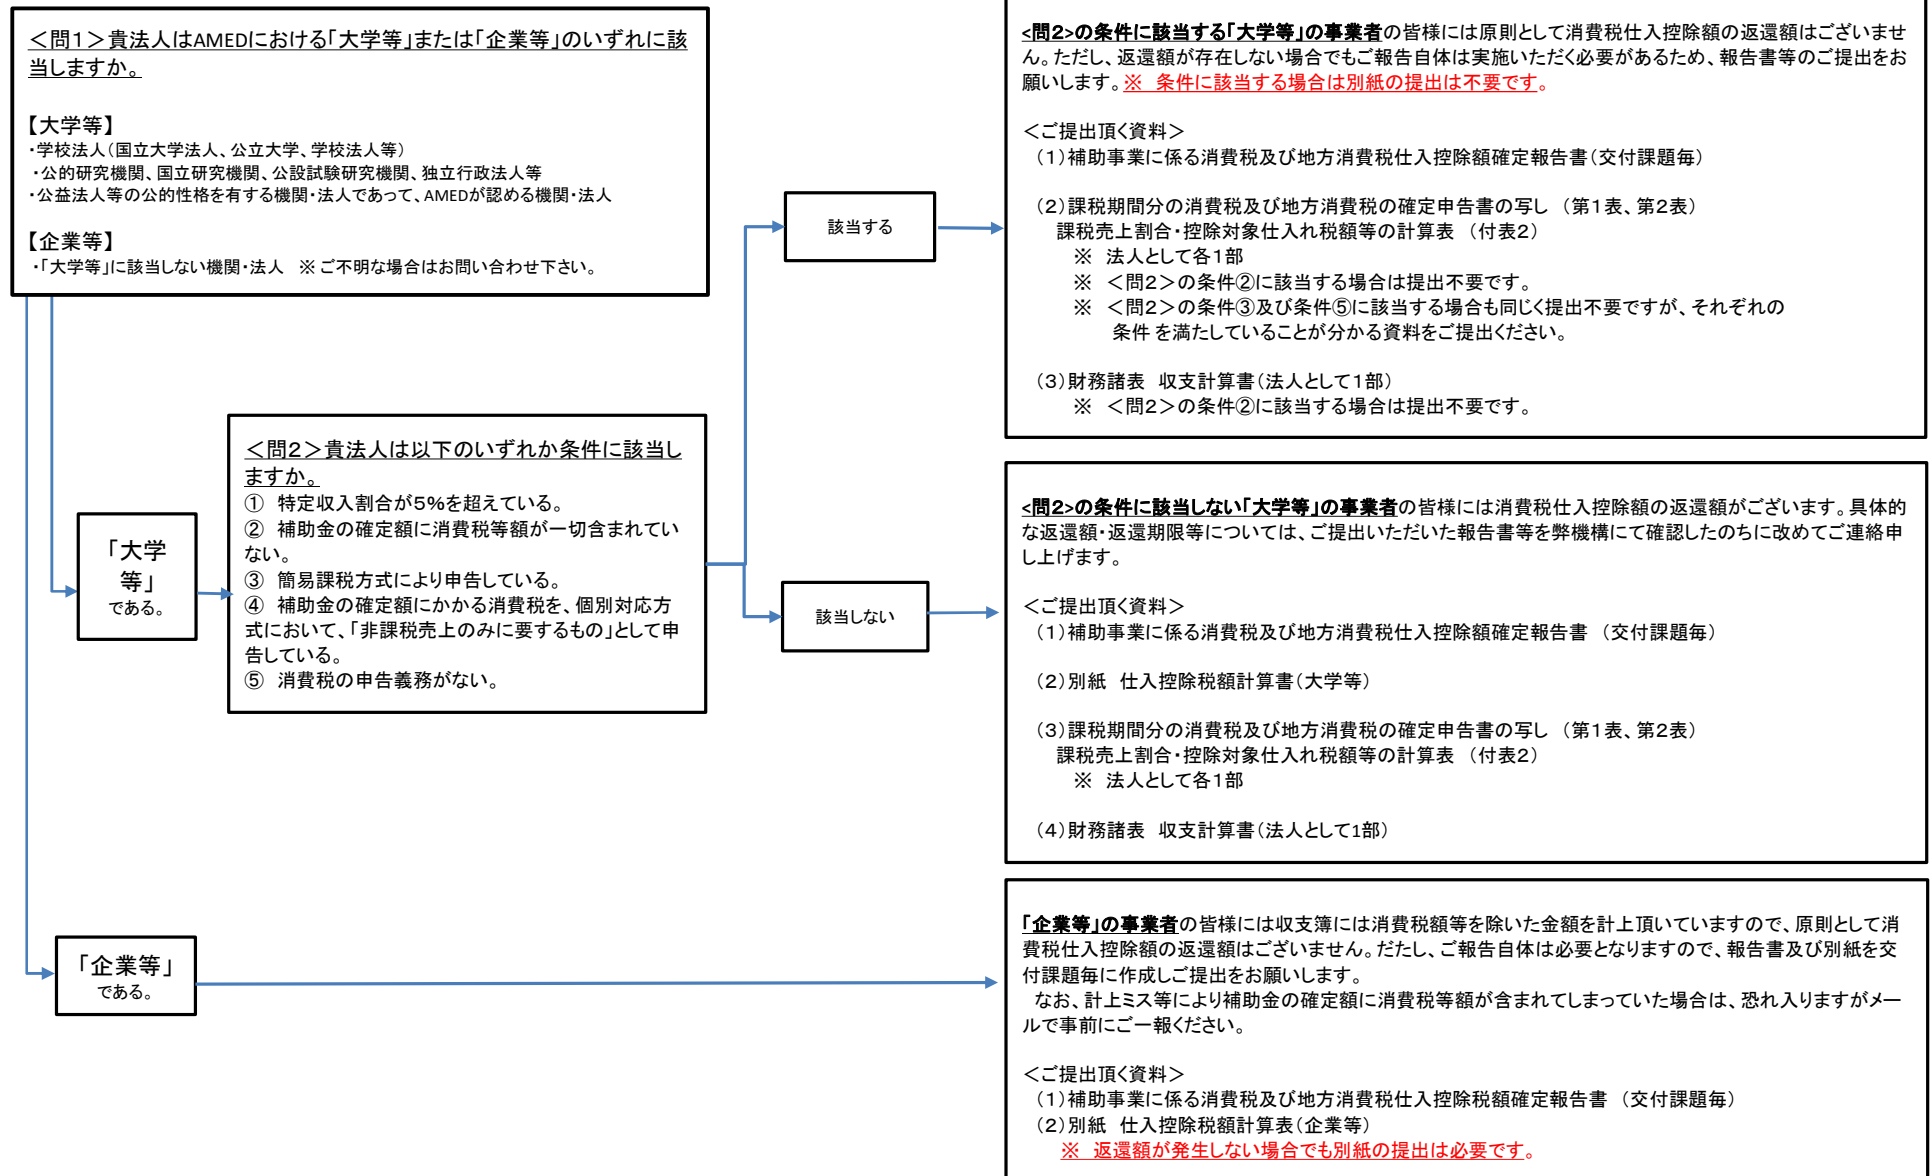 ＜問１＞貴法人はAMEDにおける「大学等」または「企業等」のいずれに該
当しますか。
【大学等】
・学校法人（国立大学法人、公立大学、学校法人等）
・公的研究機関、国立研究機関、公設試験研究機関、独立行政法人等
・公益法人等の公的性格を有する機関・法人であって、AMEDが認める機関・法人
【企業等】
・「大学等」に該当しない機関・法人　※ご不明な場合はお問い合わせ下さい。
「大学
等」
である。
＜問２＞貴法人は以下のいずれか条件に該当し
ますか。
①　特定収入割合が５％を超えている。
②　補助金の確定額に消費税等額が一切含まれてい
ない。
③　簡易課税方式により申告している。
④　補助金の確定額にかかる消費税を、個別対応方
式において、「非課税売上のみに要するもの」として申
告している。
⑤　消費税の申告義務がない。
該当する
該当しない
「企業等」
である。
<問2>の条件に該当する「大学等」の事業者の皆様には原則として消費税仕入控除額の返還額はございませ
ん。ただし、返還額が存在しない場合でもご報告自体は実施いただく必要があるため、報告書等のご提出をお
願いします。※　条件に該当する場合は別紙の提出は不要です。
＜ご提出頂く資料＞
（１）補助事業に係る消費税及び地方消費税仕入控除額確定報告書（交付課題毎）
（２）課税期間分の消費税及び地方消費税の確定申告書の写し　（第１表、第２表）
課税売上割合・控除対象仕入れ税額等の計算表　（付表２）
※　法人として各１部
※　＜問２＞の条件②に該当する場合は提出不要です。
※　＜問２＞の条件③及び条件⑤に該当する場合も同じく提出不要ですが、それぞれの
条件 を満たしていることが分かる資料をご提出ください。
（３）財務諸表　収支計算書（法人として１部）
※　＜問２＞の条件②に該当する場合は提出不要です。
<問2>の条件に該当しない「大学等」の事業者の皆様には消費税仕入控除額の返還額がございます。具体的
な返還額・返還期限等については、ご提出いただいた報告書等を弊機構にて確認したのちに改めてご連絡申
し上げます。
＜ご提出頂く資料＞
（１）補助事業に係る消費税及び地方消費税仕入控除額確定報告書　（交付課題毎）
（２）別紙　仕入控除税額計算書（大学等）
（３）課税期間分の消費税及び地方消費税の確定申告書の写し　（第１表、第２表）
課税売上割合・控除対象仕入れ税額等の計算表　（付表２）
※　法人として各１部
（４）財務諸表　収支計算書（法人として1部）
「企業等」の事業者の皆様には収支簿には消費税額等を除いた金額を計上頂いていますので、原則として消
費税仕入控除額の返還額はございません。だたし、ご報告自体は必要となりますので、報告書及び別紙を交
付課題毎に作成しご提出をお願いします。
なお、計上ミス等により補助金の確定額に消費税等額が含まれてしまっていた場合は、恐れ入りますがメー
ルで事前にご一報ください。
＜ご提出頂く資料＞
（１）補助事業に係る消費税及び地方消費税仕入控除税額確定報告書　（交付課題毎）
（２）別紙　仕入控除税額計算表（企業等）
※　返還額が発生しない場合でも別紙の提出は必要です。